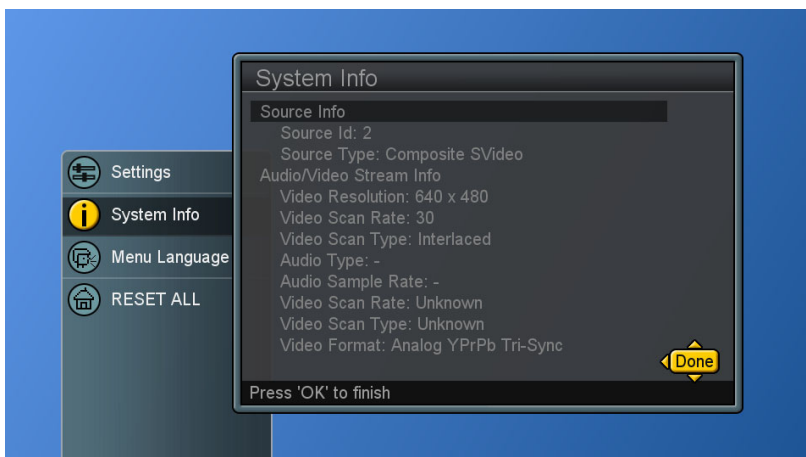 System Info
Source Info
Source Id: 2
Source Type: Composite SVideo
Audio/Video Stream Info
Video Resolution: 640 x 480
Video Scan Rate: 30
Video Scan Type: Interlaced
Audio Type: -
Audio Sample Rate: -
Video Scan Rate: Unknown
Video Scan Type: Unknown
Video Format: Analog YPrPb Tri-Sync
Done
Press 'OK' to finish
Settings
System Info
Menu Language
RESET ALL